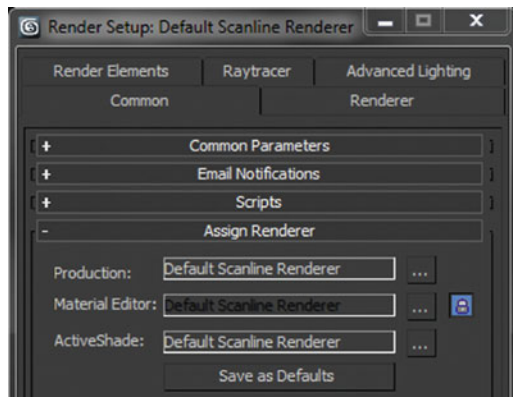 Render Setup: Default Scanline Renderer
Render Elements Raytracer Advanced Lighting
Common Renderer
+ Common Parameters
+ Email Notifications
+ Scripts
- Assign Renderer
Production: Default Scanline Renderer ...
Material Editor: Default Scanline Renderer ...
ActiveShade: Default Scanline Renderer ...
Save as Defaults